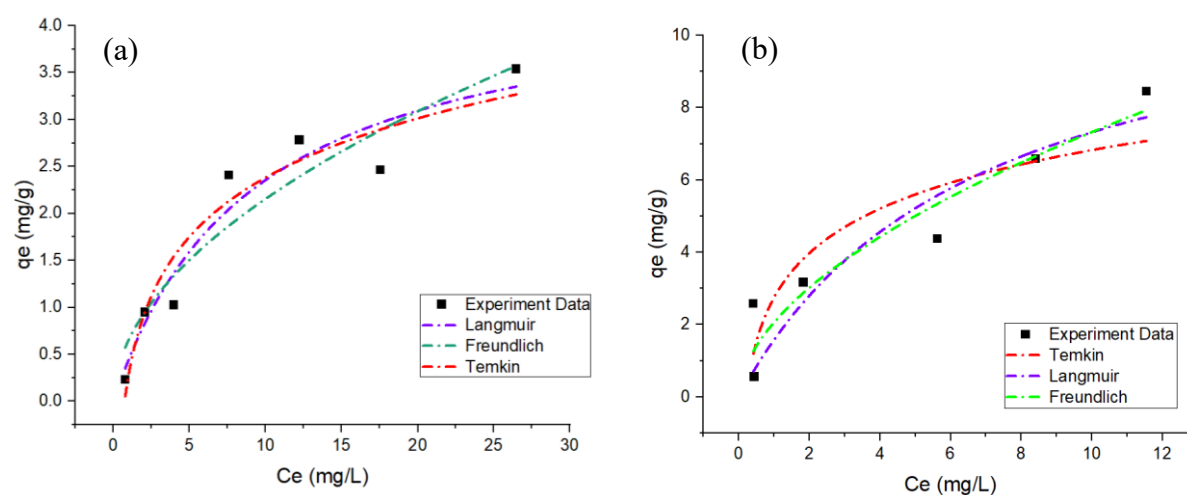 (a)
4.0
3.5
3.0
2.5
2.0
1.5
1.0
0.5
0.0
qe (mg/g)
0 5 10 15 20 25 30
Ce (mg/L)
Experiment Data
Langmuir
Freundlich
Temkin
(b)
10
8
6
4
2
0
qe (mg/g)
0 2 4 6 8 10 12
Ce (mg/L)
Experiment Data
Temkin
Langmuir
Freundlich